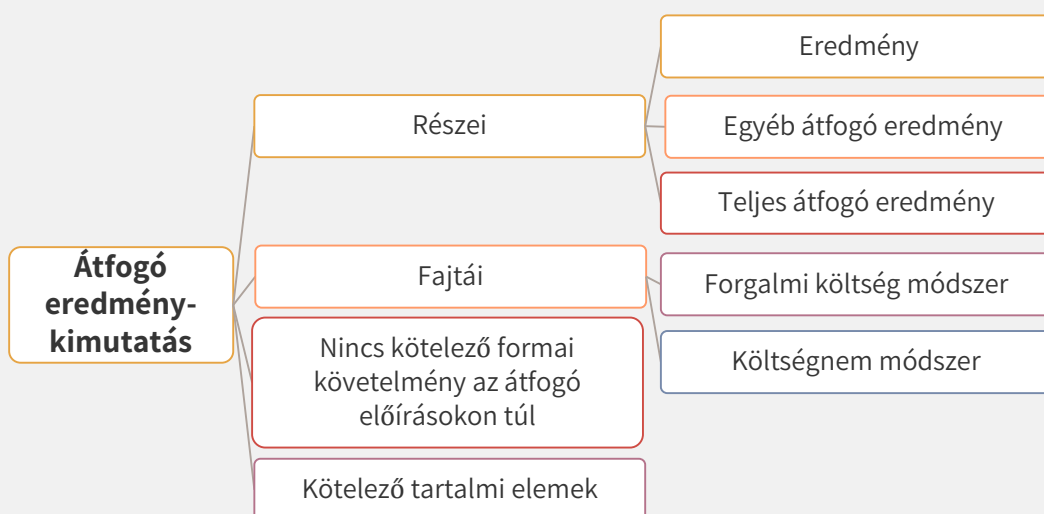 Átfogó
eredmény-
kimutatás
Részei
Eredmény
Egyéb átfogó eredmény
Teljes átfogó eredmény
Fajtái
Forgalmi költség módszer
Költségnem módszer
Nincs kötelező formai
követelmény az átfogó
előírásokon túl
Kötelező tartalmi elemek